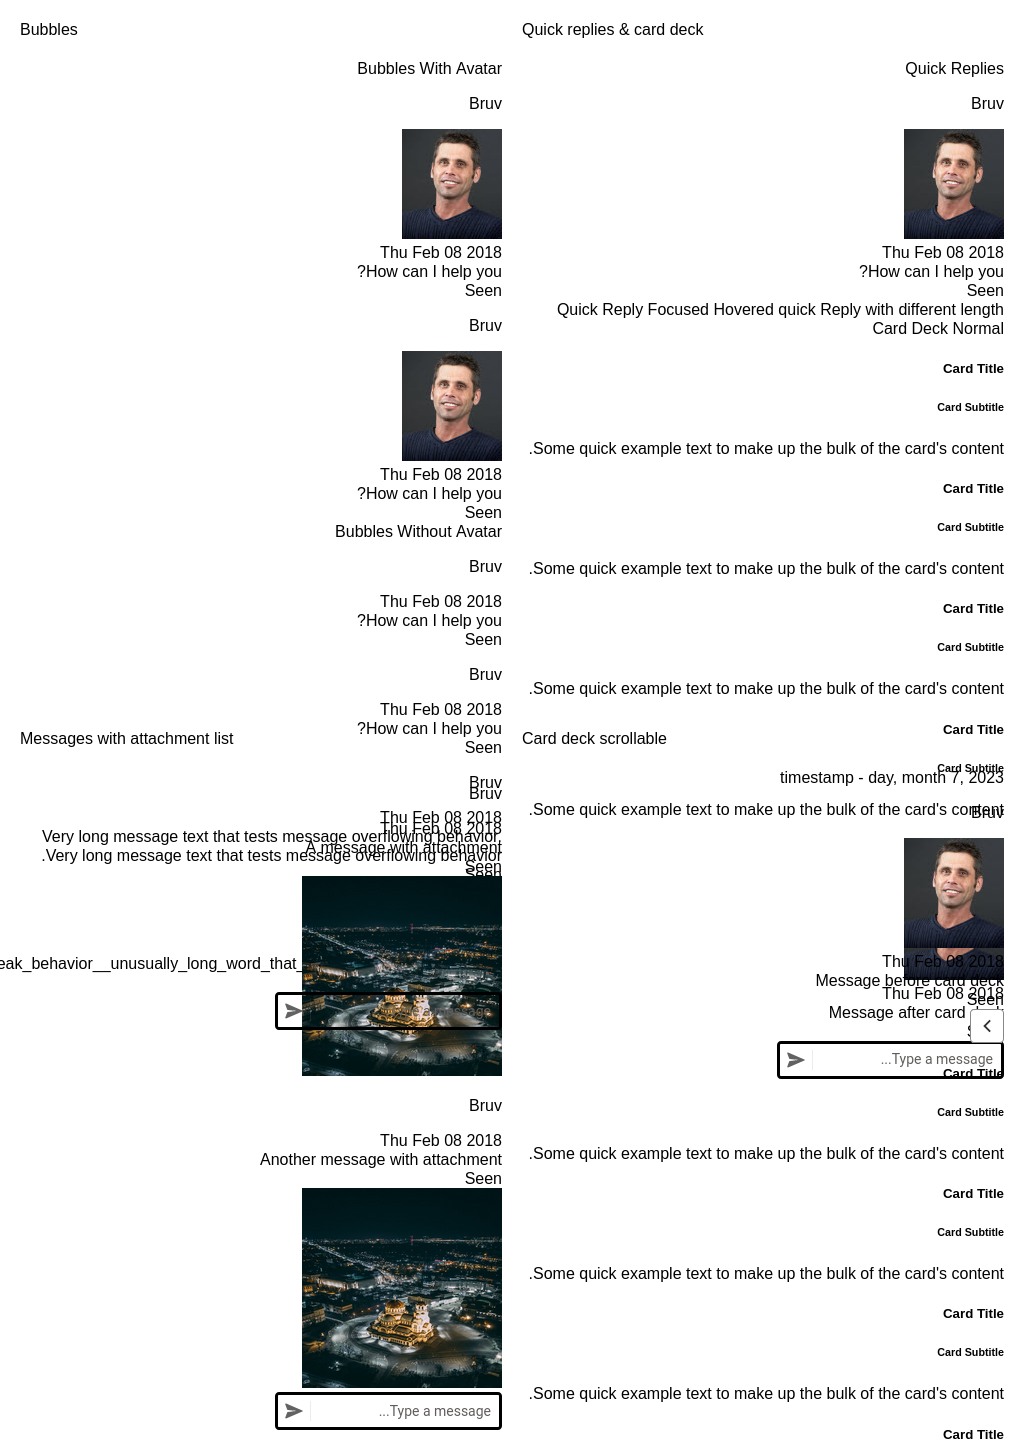 Bubbles
Bubbles With Avatar
Bruv
Thu Feb 08 2018
?How can I help you
Seen
Bruv
Thu Feb 08 2018
?How can I help you
Seen
Bubbles Without Avatar
Bruv
Thu Feb 08 2018
?How can I help you
Seen
Bruv
Thu Feb 08 2018
?How can I help you
Seen
Bruv
Thu Feb 08 2018
Very long message text that tests message overflowing behavior,
.Very long message text that tests message overflowing behavior
Seen
eak_behavior__unusually_long_word_that_
Messages with attachment list
Bruv
Thu Feb 08 2018
A message with attachment
Seen
Bruv
Thu Feb 08 2018
Another message with attachment
Seen
...Type a message
Quick replies & card deck
Quick Replies
Bruv
Thu Feb 08 2018
?How can I help you
Seen
Quick Reply Focused Hovered quick Reply with different length
Card Deck Normal
Card Title
Card Subtitle
.Some quick example text to make up the bulk of the card's content
Card Title
Card Subtitle
.Some quick example text to make up the bulk of the card's content
Card Title
Card Subtitle
.Some quick example text to make up the bulk of the card's content
Card Title
Card Subtitle
.Some quick example text to make up the bulk of the card's content
Card deck scrollable
timestamp - day, month 7, 2023
Bruv
Thu Feb 08 2018
Message before card deck
Seen
Thu Feb 08 2018
Message after card
...Type a message
Card Title
Card Subtitle
.Some quick example text to make up the bulk of the card's content
Card Title
Card Subtitle
.Some quick example text to make up the bulk of the card's content
Card Title
Card Subtitle
.Some quick example text to make up the bulk of the card's content
Card Title